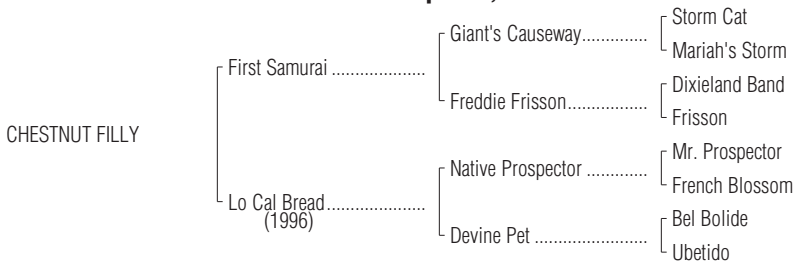 Storm Cat
Giant's Causeway..............
Mariah's Storm
First Samurai ....................
Dixieland Band
Freddie Frisson.................
Frisson
CHESTNUT FILLY
Mr. Prospector
Native Prospector .............
French Blossom
Lo Cal Bread.....................
(1996)
Bel Bolide
Devine Pet ........................
Ubetido